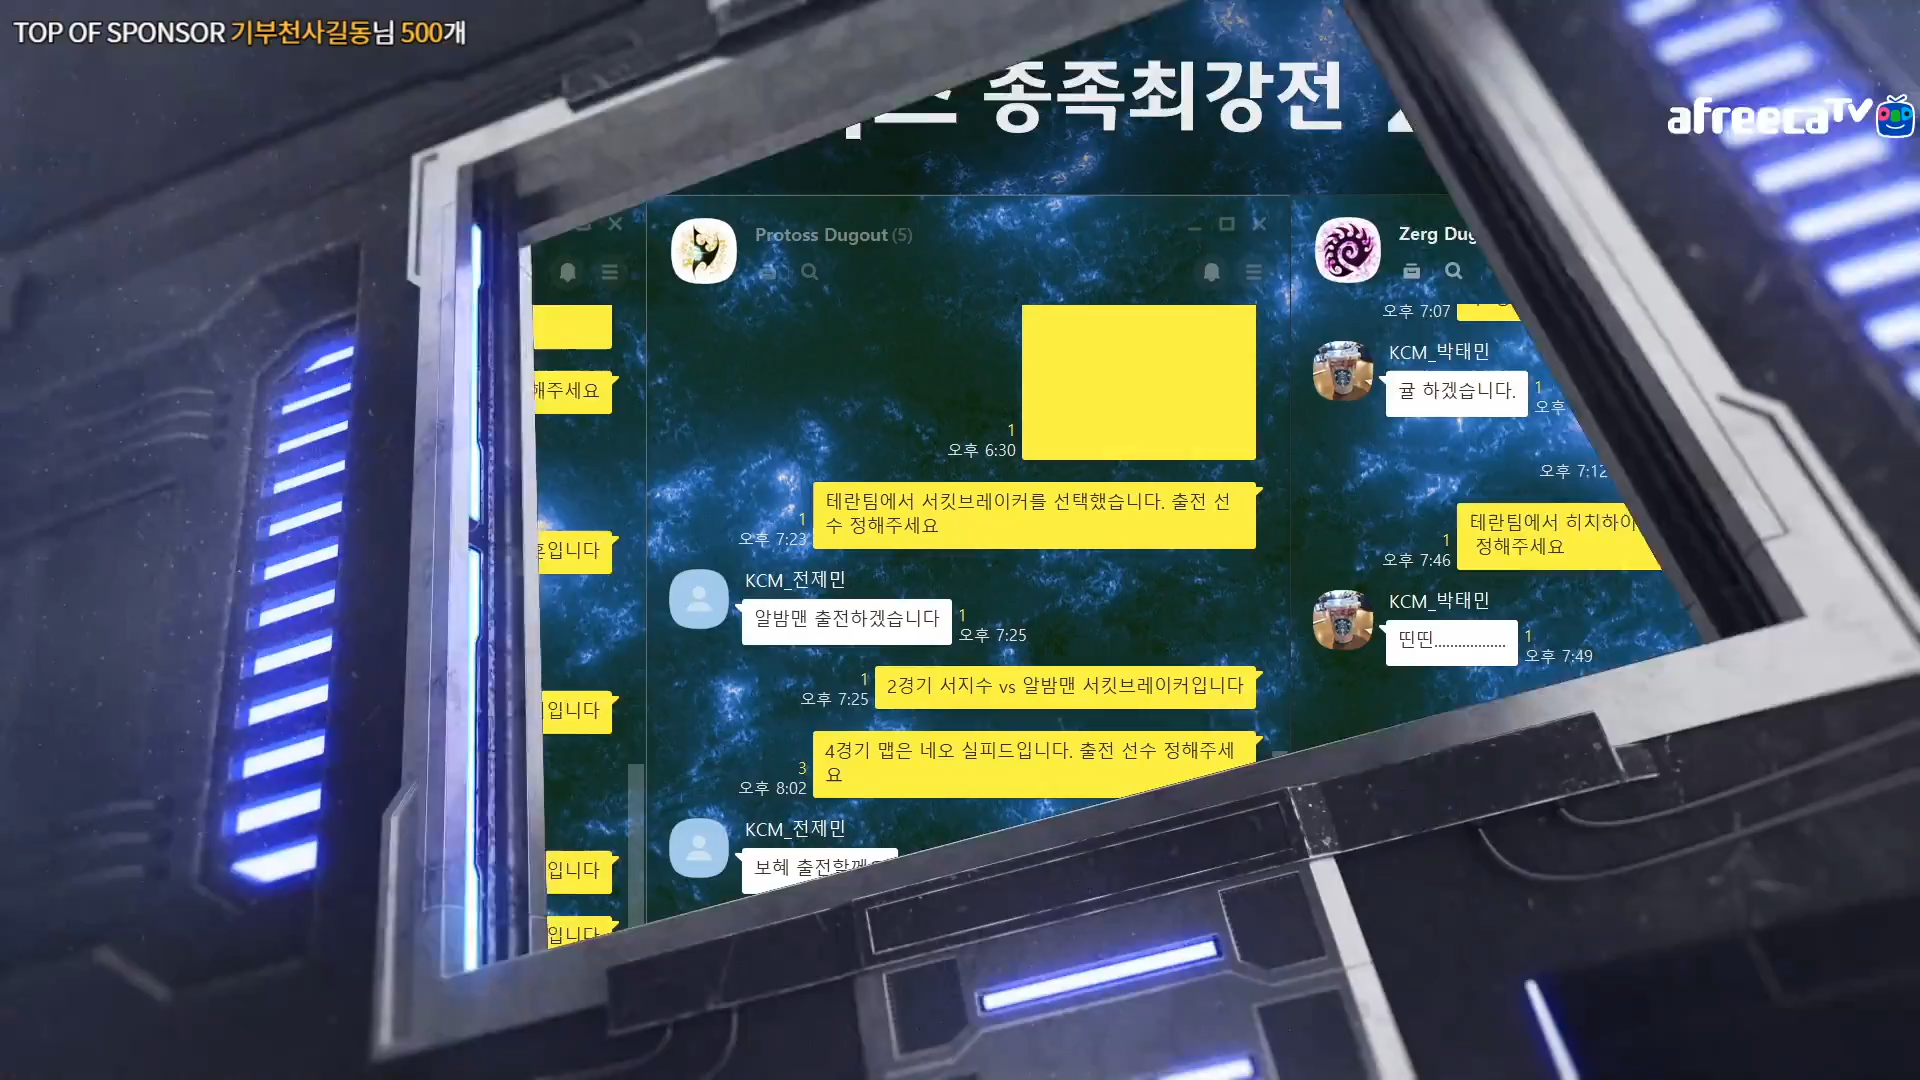 TOP OF SPONSOR 기부천사길동님 500개
종족최강전
afreecaTV
해주세요
입니다
입니다
입니다
입니다
Protoss Dugout (5)
1
오후 6:30
테란팀에서 서킷브레이커를 선택했습니다. 출전 선
수 정해주세요
1
오후 7:23
KCM_전제민
알밤맨 출전하겠습니다
1
오후 7:25
2경기 서지수 vs 알밤맨 서킷브레이커입니다
1
오후 7:25
4경기 맵은 네오 실피드입니다. 출전 선수 정해주세
요
3
오후 8:02
KCM_전제민
보혜
Zerg
오후 7:07
KCM_박태민
귤 하겠습니다.
1
오후
오후 7:12
테란팀에서
정해주세요
1
오후 7:46
KCM_박태민
띤띤..................
1
오후 7:49